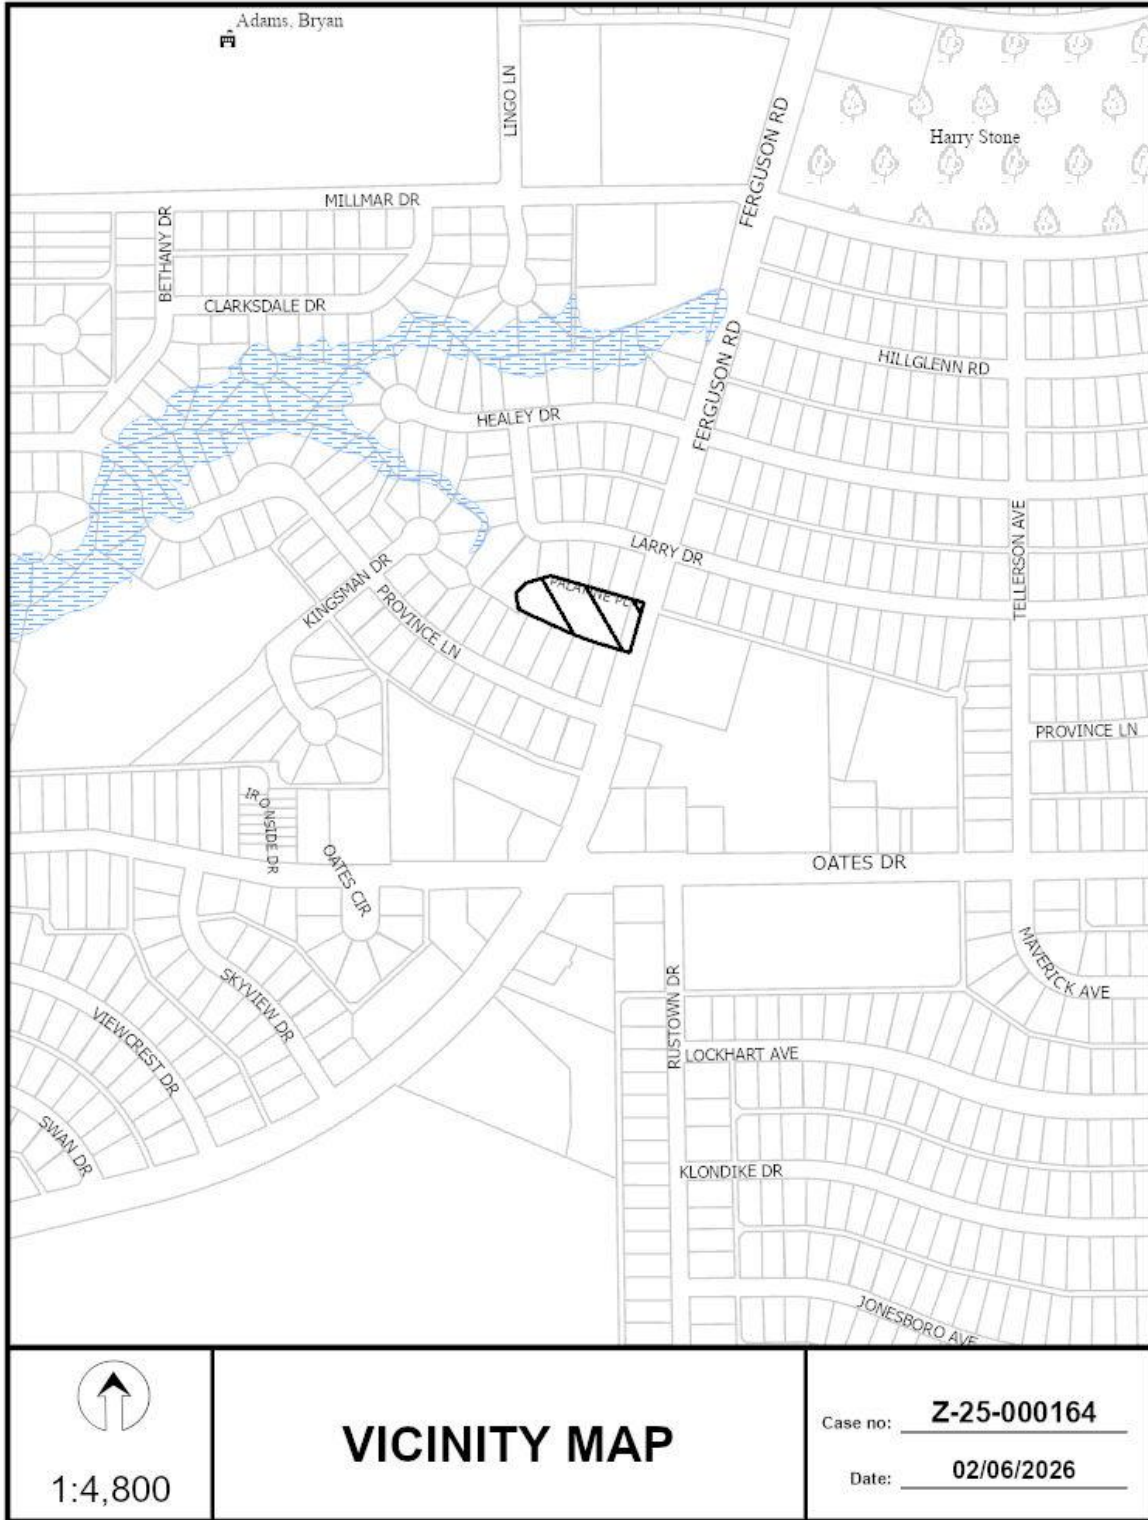 Adams, Bryan
LINGO LN
FERGUSON RD
Harry Stone
MILLMAR DR
BETHANY DR
CLARKSDALE DR
FERGUSON RD
HILLGLENN RD
HEALEY DR
LARRY DR
TELLERSON AVE
KINGSMAN DR
PROVINCE LN
PROVINCE LN
IRONSIDE DR
OATES CIR
OATES DR
SKYVIEW DR
VIEWCREST DR
SWAN DR
MAVERICK AVE
RUSTOWN DR
LOCKHART AVE
KLONDIKE DR
JONESBORO AVE
1:4,800
VICINITY MAP
Case no: Z-25-000164
Date: 02/06/2026